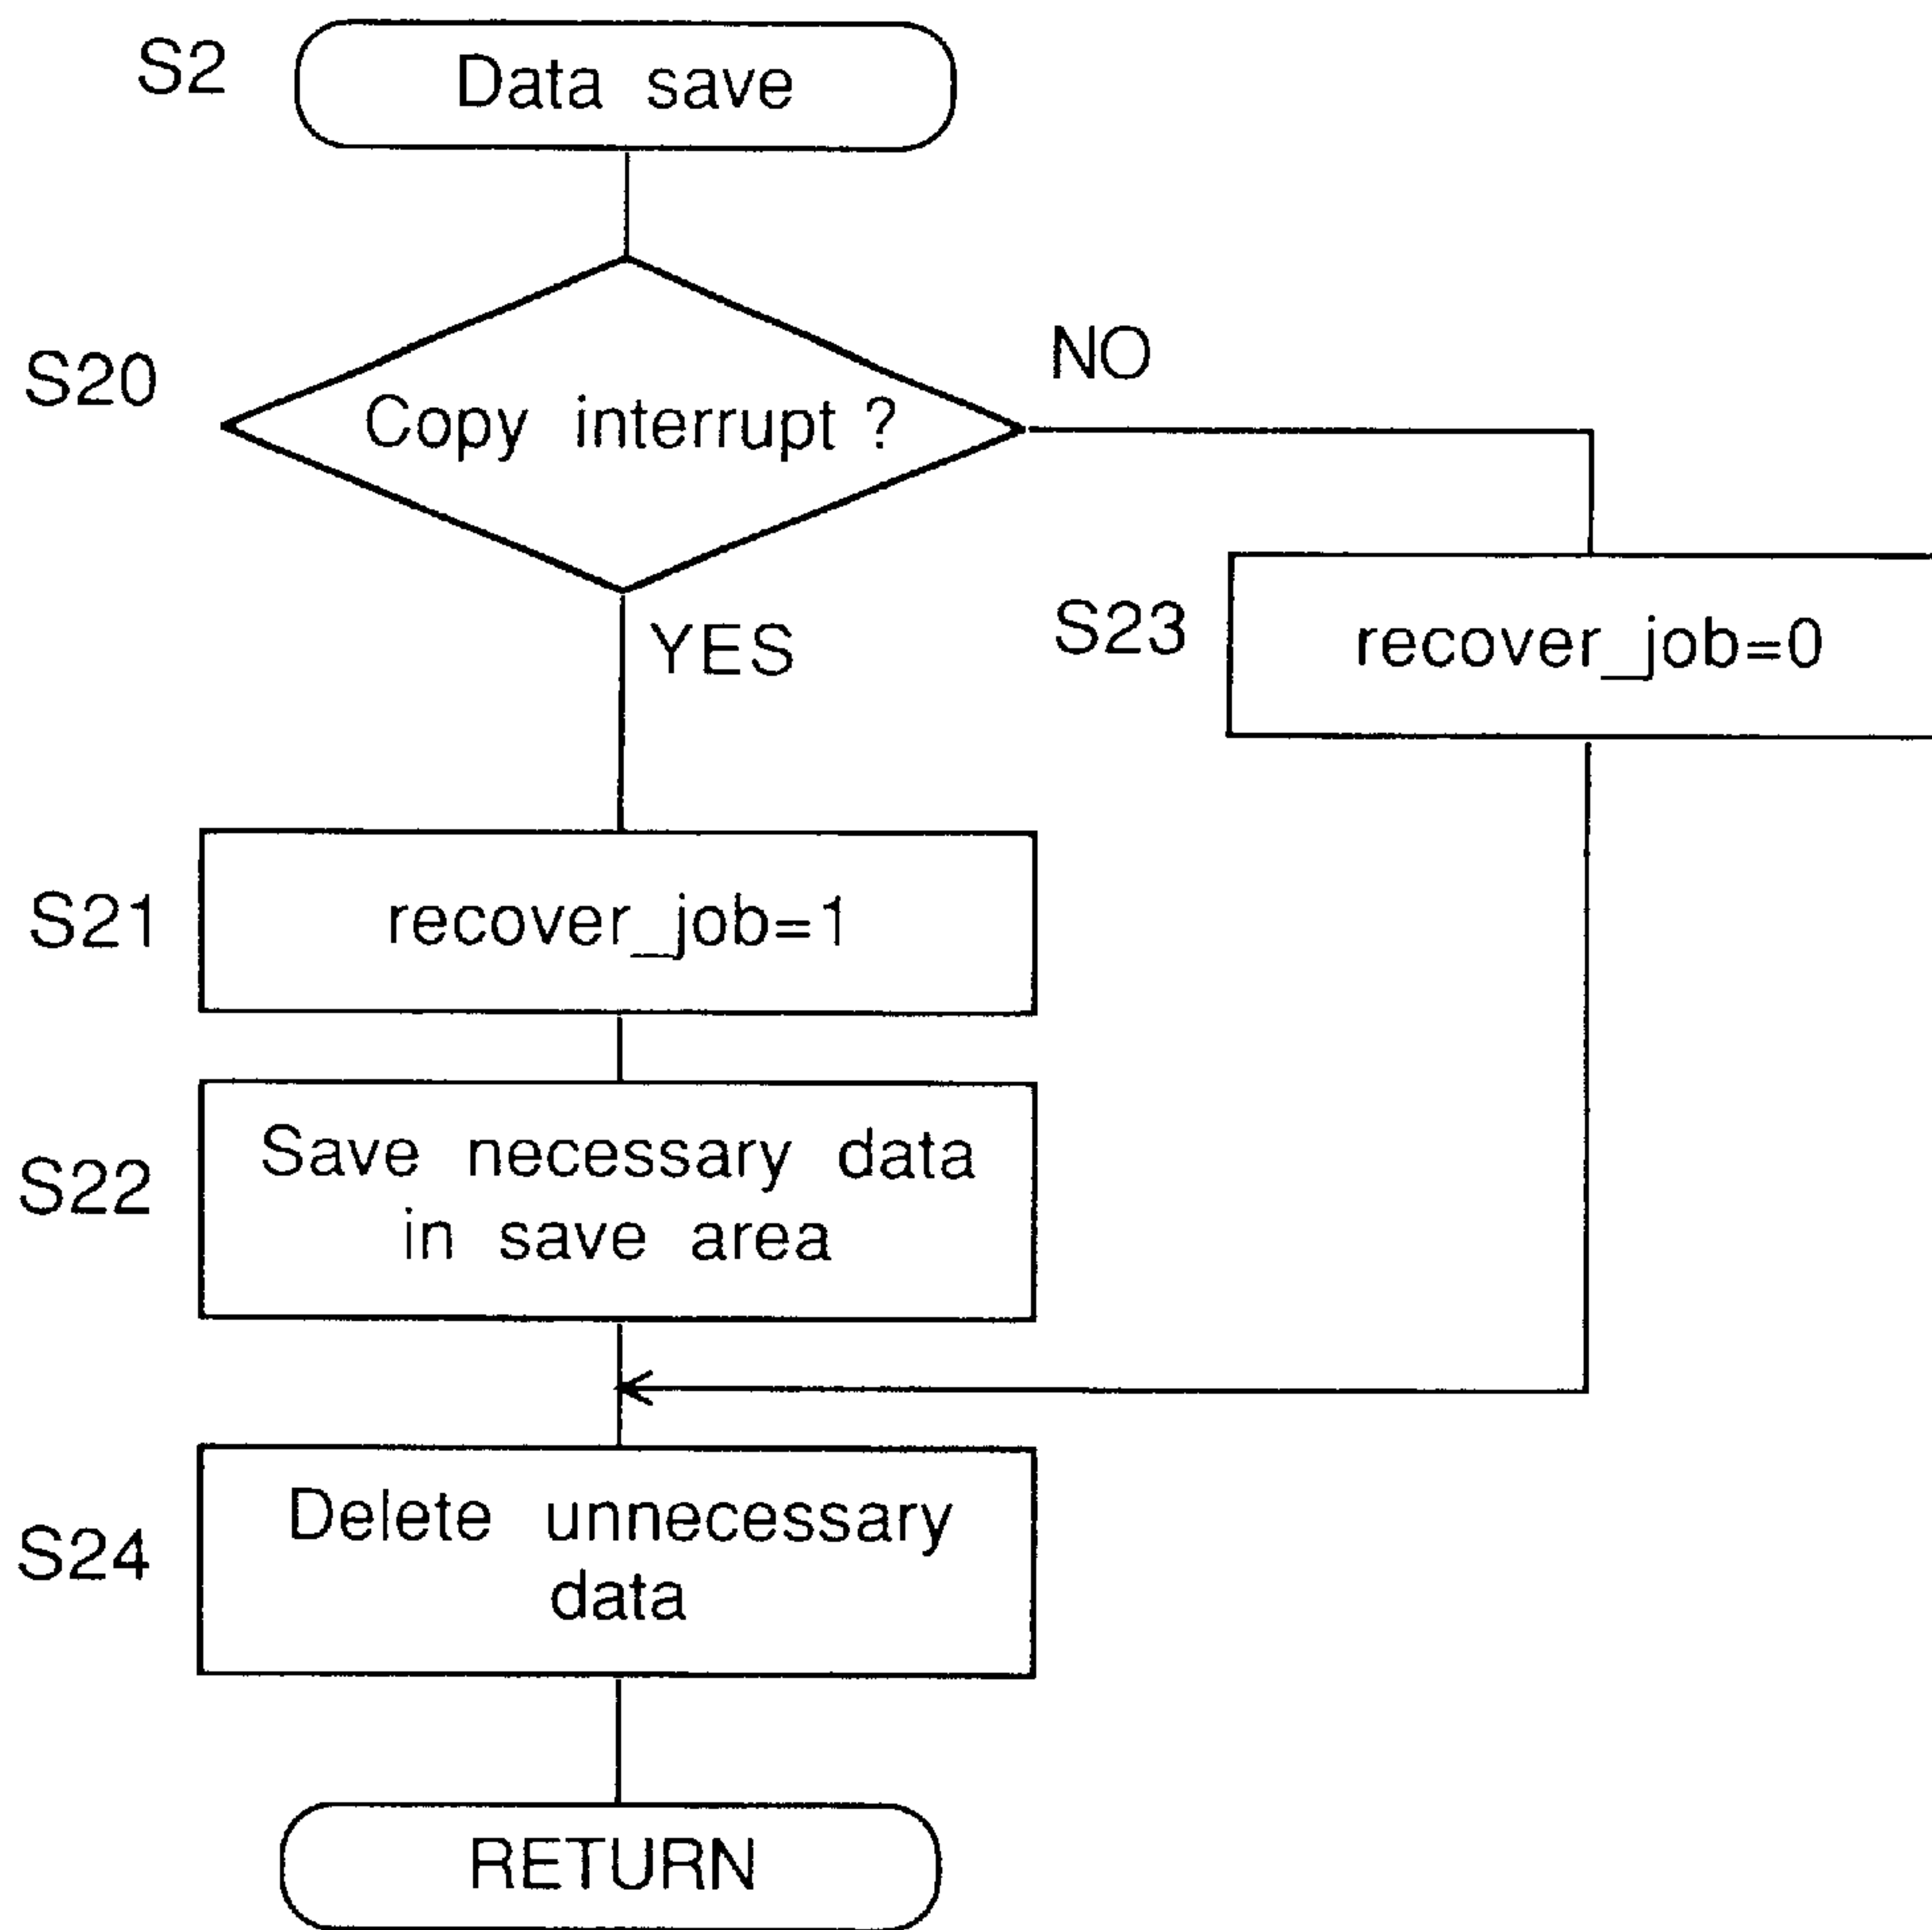 S2
Data save
S20
Copy interrupt ?
NO
YES
S23
recover_job=0
S21
recover_job=1
S22
Save necessary data
in save area
S24
Delete unnecessary
data
RETURN